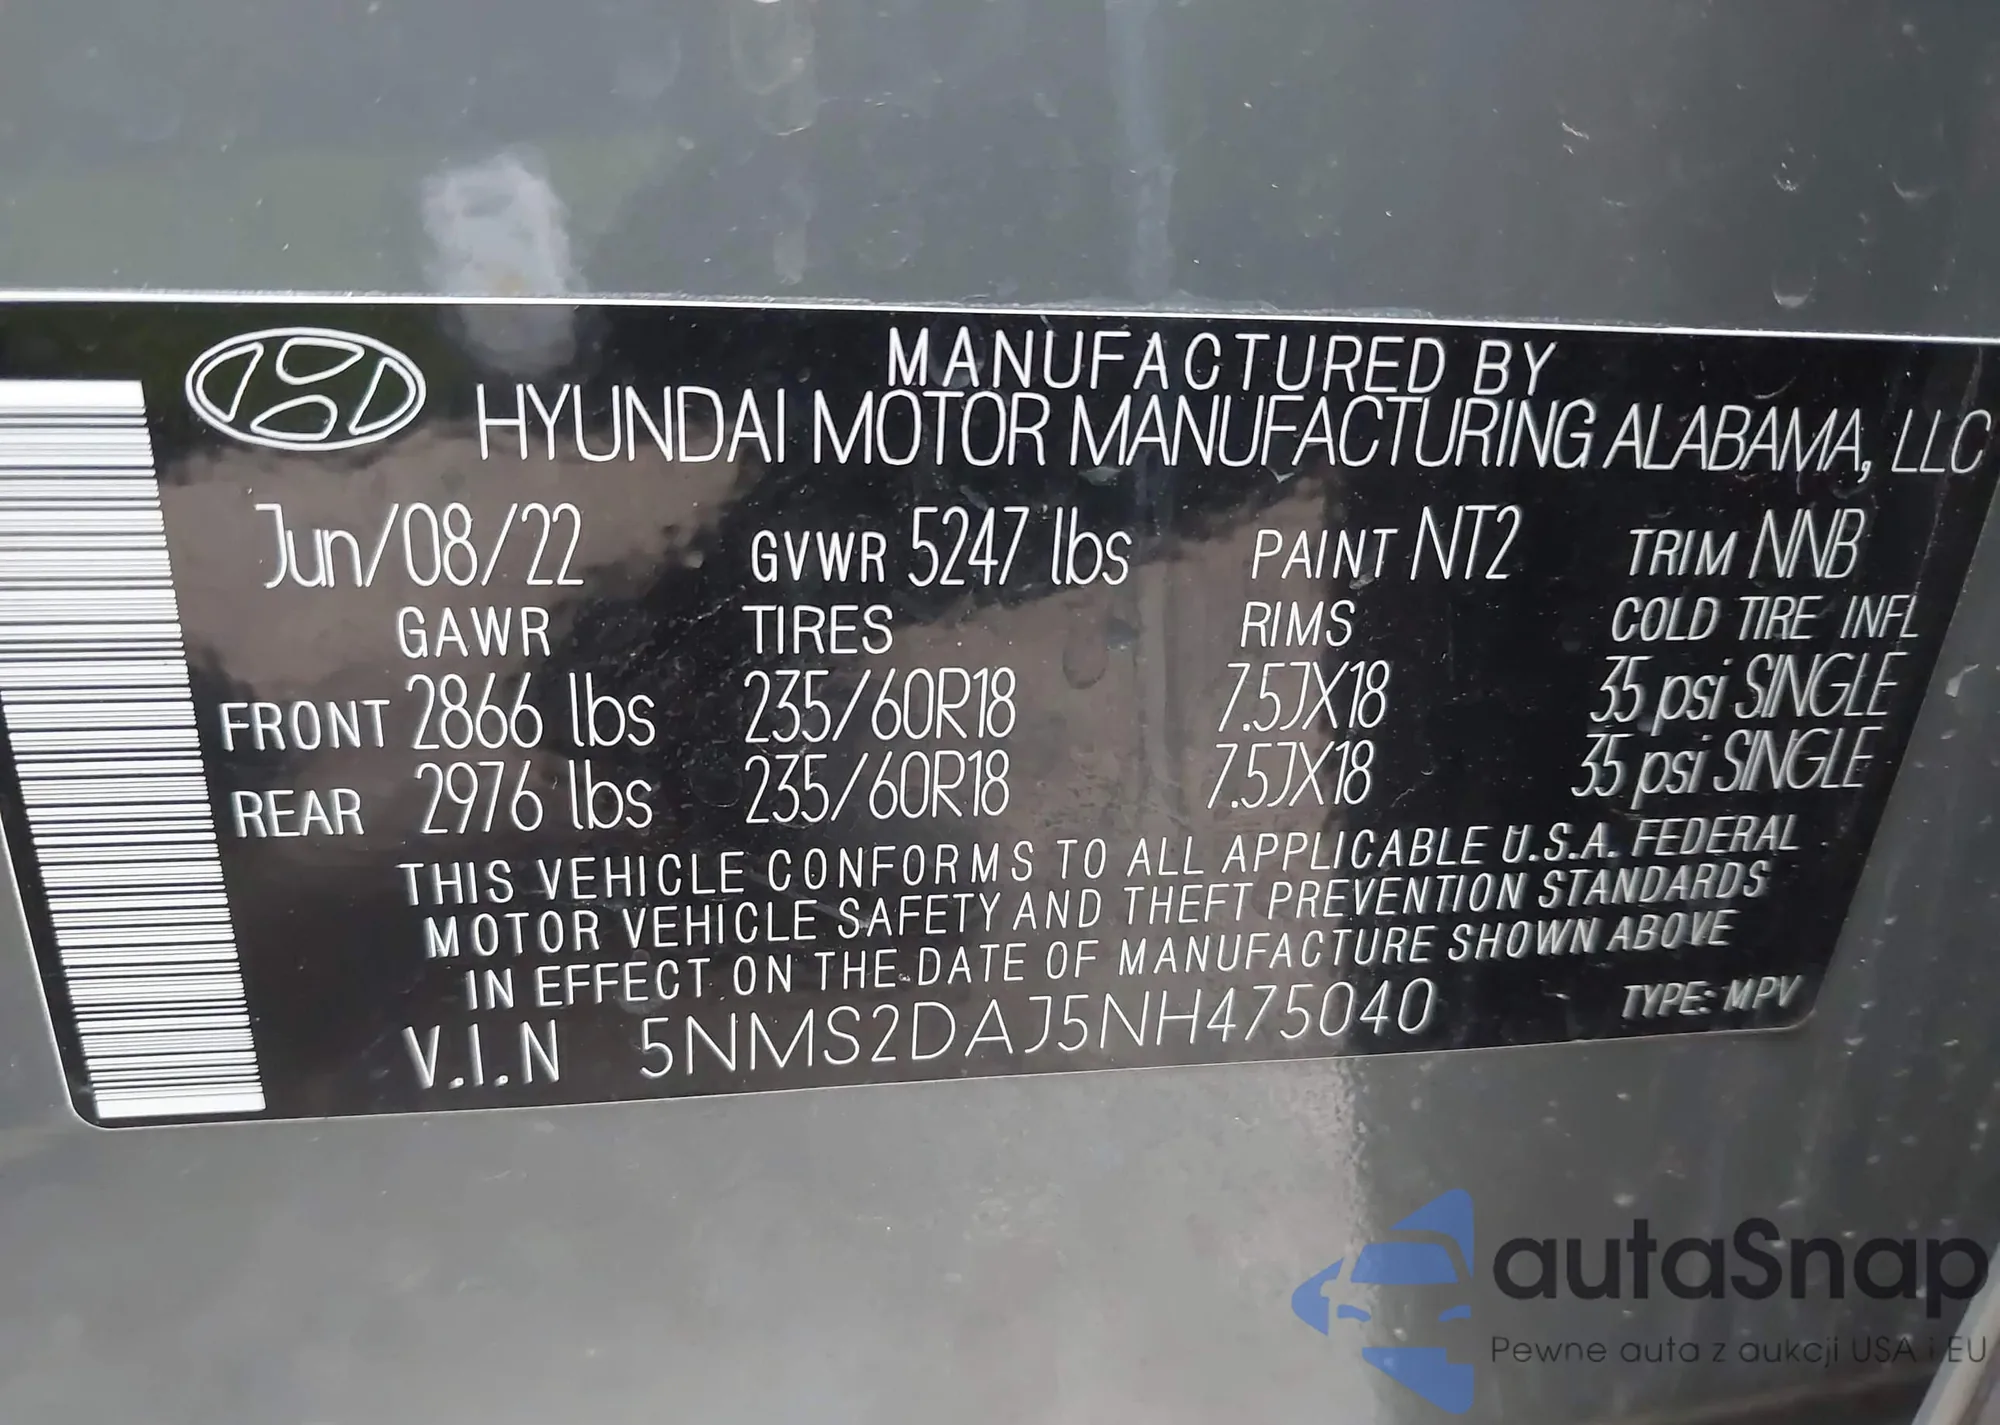 MANUFACTURED BY
HYUNDAI MOTOR MANUFACTURING ALABAMA, LLC
Jun/08/22 GVWR 5247 lbs PAINT NT2 TRIM NNB
GAWR TIRES RIMS COLD TIRE INFL
FRONT 2866 lbs 235/60R18 7.5JX18 35 psi SINGLE
REAR 2976 lbs 235/60R18 7.5JX18 35 psi SINGLE
THIS VEHICLE CONFORMS TO ALL APPLICABLE U.S.A. FEDERAL
MOTOR VEHICLE SAFETY AND THEFT PREVENTION STANDARDS
IN EFFECT ON THE DATE OF MANUFACTURE SHOWN ABOVE
V.I.N 5NMS2DAJ5NH475040 TYPE: MPV
autaSnap
Pewne auta z aukcji USA i EU